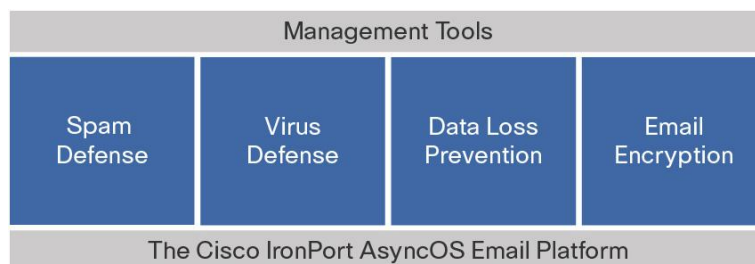 Management Tools
Spam
Defense
Virus
Defense
Data Loss
Prevention
Email
Encryption
The Cisco IronPort AsyncOS Email Platform